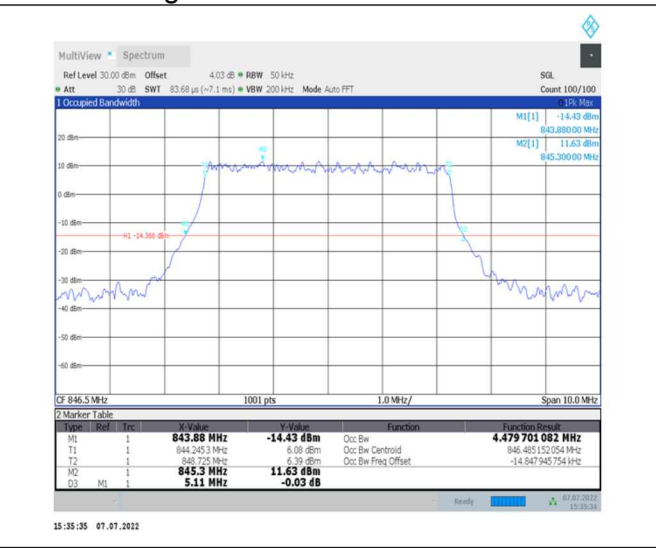 MultiView Spectrum
Ref Level 30.00 dBm Offset 4.03 dB RBW 50 kHz SGL
Att 30 dB SWT 83.68 µs (~7.1 ms) VBW 200 kHz Mode Auto FFT Count 100/100
1 Occupied Bandwidth 1Pk Max
M1[1] -14.43 dBm
843.88000 MHz
M2[1] 11.63 dBm
845.30000 MHz
20 dBm
10 dBm
0 dBm
-10 dBm
H1 -14.366 dBm
-20 dBm
-30 dBm
-40 dBm
-50 dBm
-60 dBm
CF 846.5 MHz 1001 pts 1.0 MHz/ Span 10.0 MHz
2 Marker Table
Type Ref Trc X-Value Y-Value Function Function Result
M1 1 843.88 MHz -14.43 dBm Occ Bw 4.479 701 082 MHz
T1 1 844.2453 MHz 6.08 dBm Occ Bw Centroid 846.485 152 054 MHz
T2 1 848.725 MHz 6.39 dBm Occ Bw Freq Offset -14.847 945 754 kHz
M2 1 845.3 MHz 11.63 dBm
D3 M1 1 5.11 MHz -0.03 dB
Ready 07.07.2022
15:35:34
15:35:35 07.07.2022